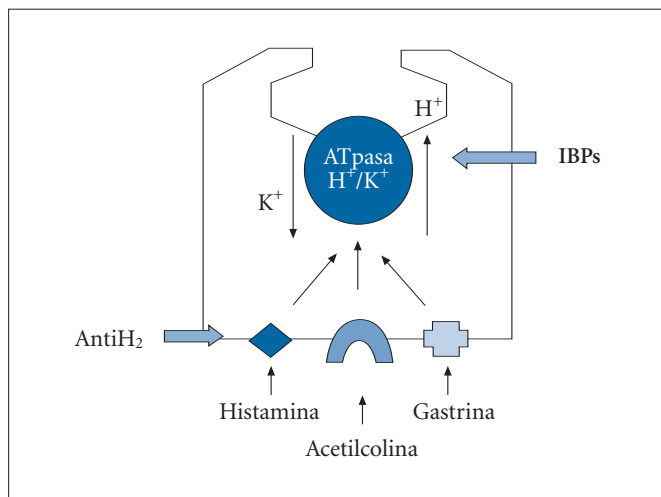 H⁺
ATpasa
H⁺/K⁺
IBPs
K⁺
AntiH₂
Histamina
Gastrina
Acetilcolina